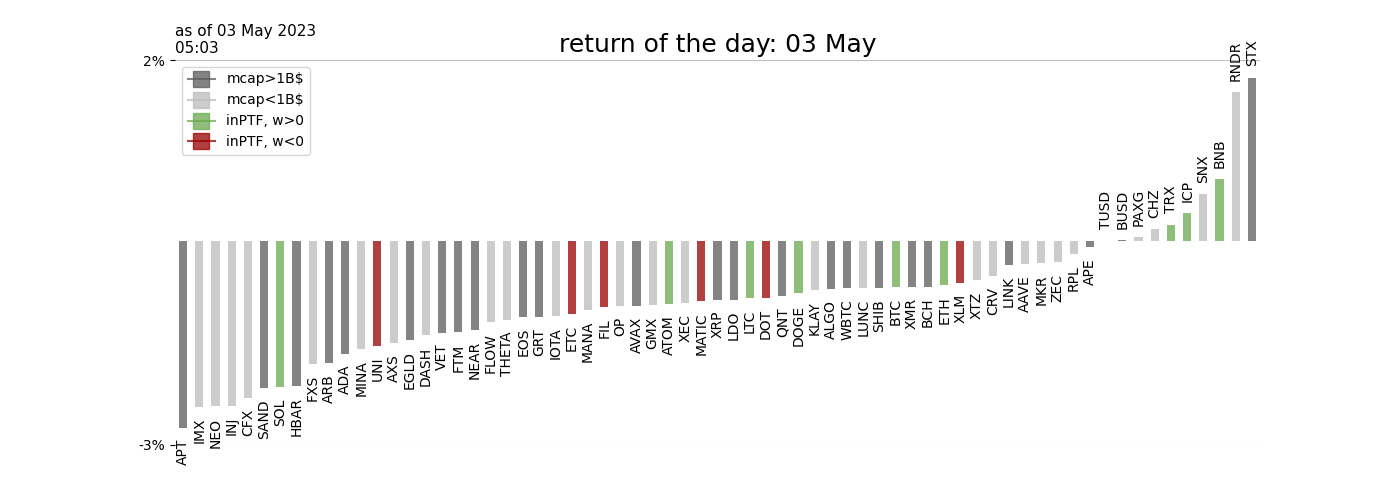 as of 03 May 2023
05:03
return of the day: 03 May
2%
mcap>1B$
mcap<1B$
inPTF, w>0
inPTF, w<0
-3%
APT
IMX
NEO
INJ
CFX
SAND
SOL
HBAR
FXS
ARB
ADA
MINA
UNI
AXS
EGLD
DASH
VET
FTM
NEAR
FLOW
THETA
EOS
GRT
IOTA
ETC
MANA
FIL
OP
AVAX
GMX
ATOM
XEC
MATIC
XRP
LDO
LTC
DOT
QNT
DOGE
KLAY
ALGO
WBTC
LUNC
SHIB
BTC
XMR
BCH
ETH
XLM
XTZ
CRV
LINK
AAVE
MKR
ZEC
RPL
APE
TUSD
BUSD
PAXG
CHZ
TRX
ICP
SNX
BNB
RNDR
STX